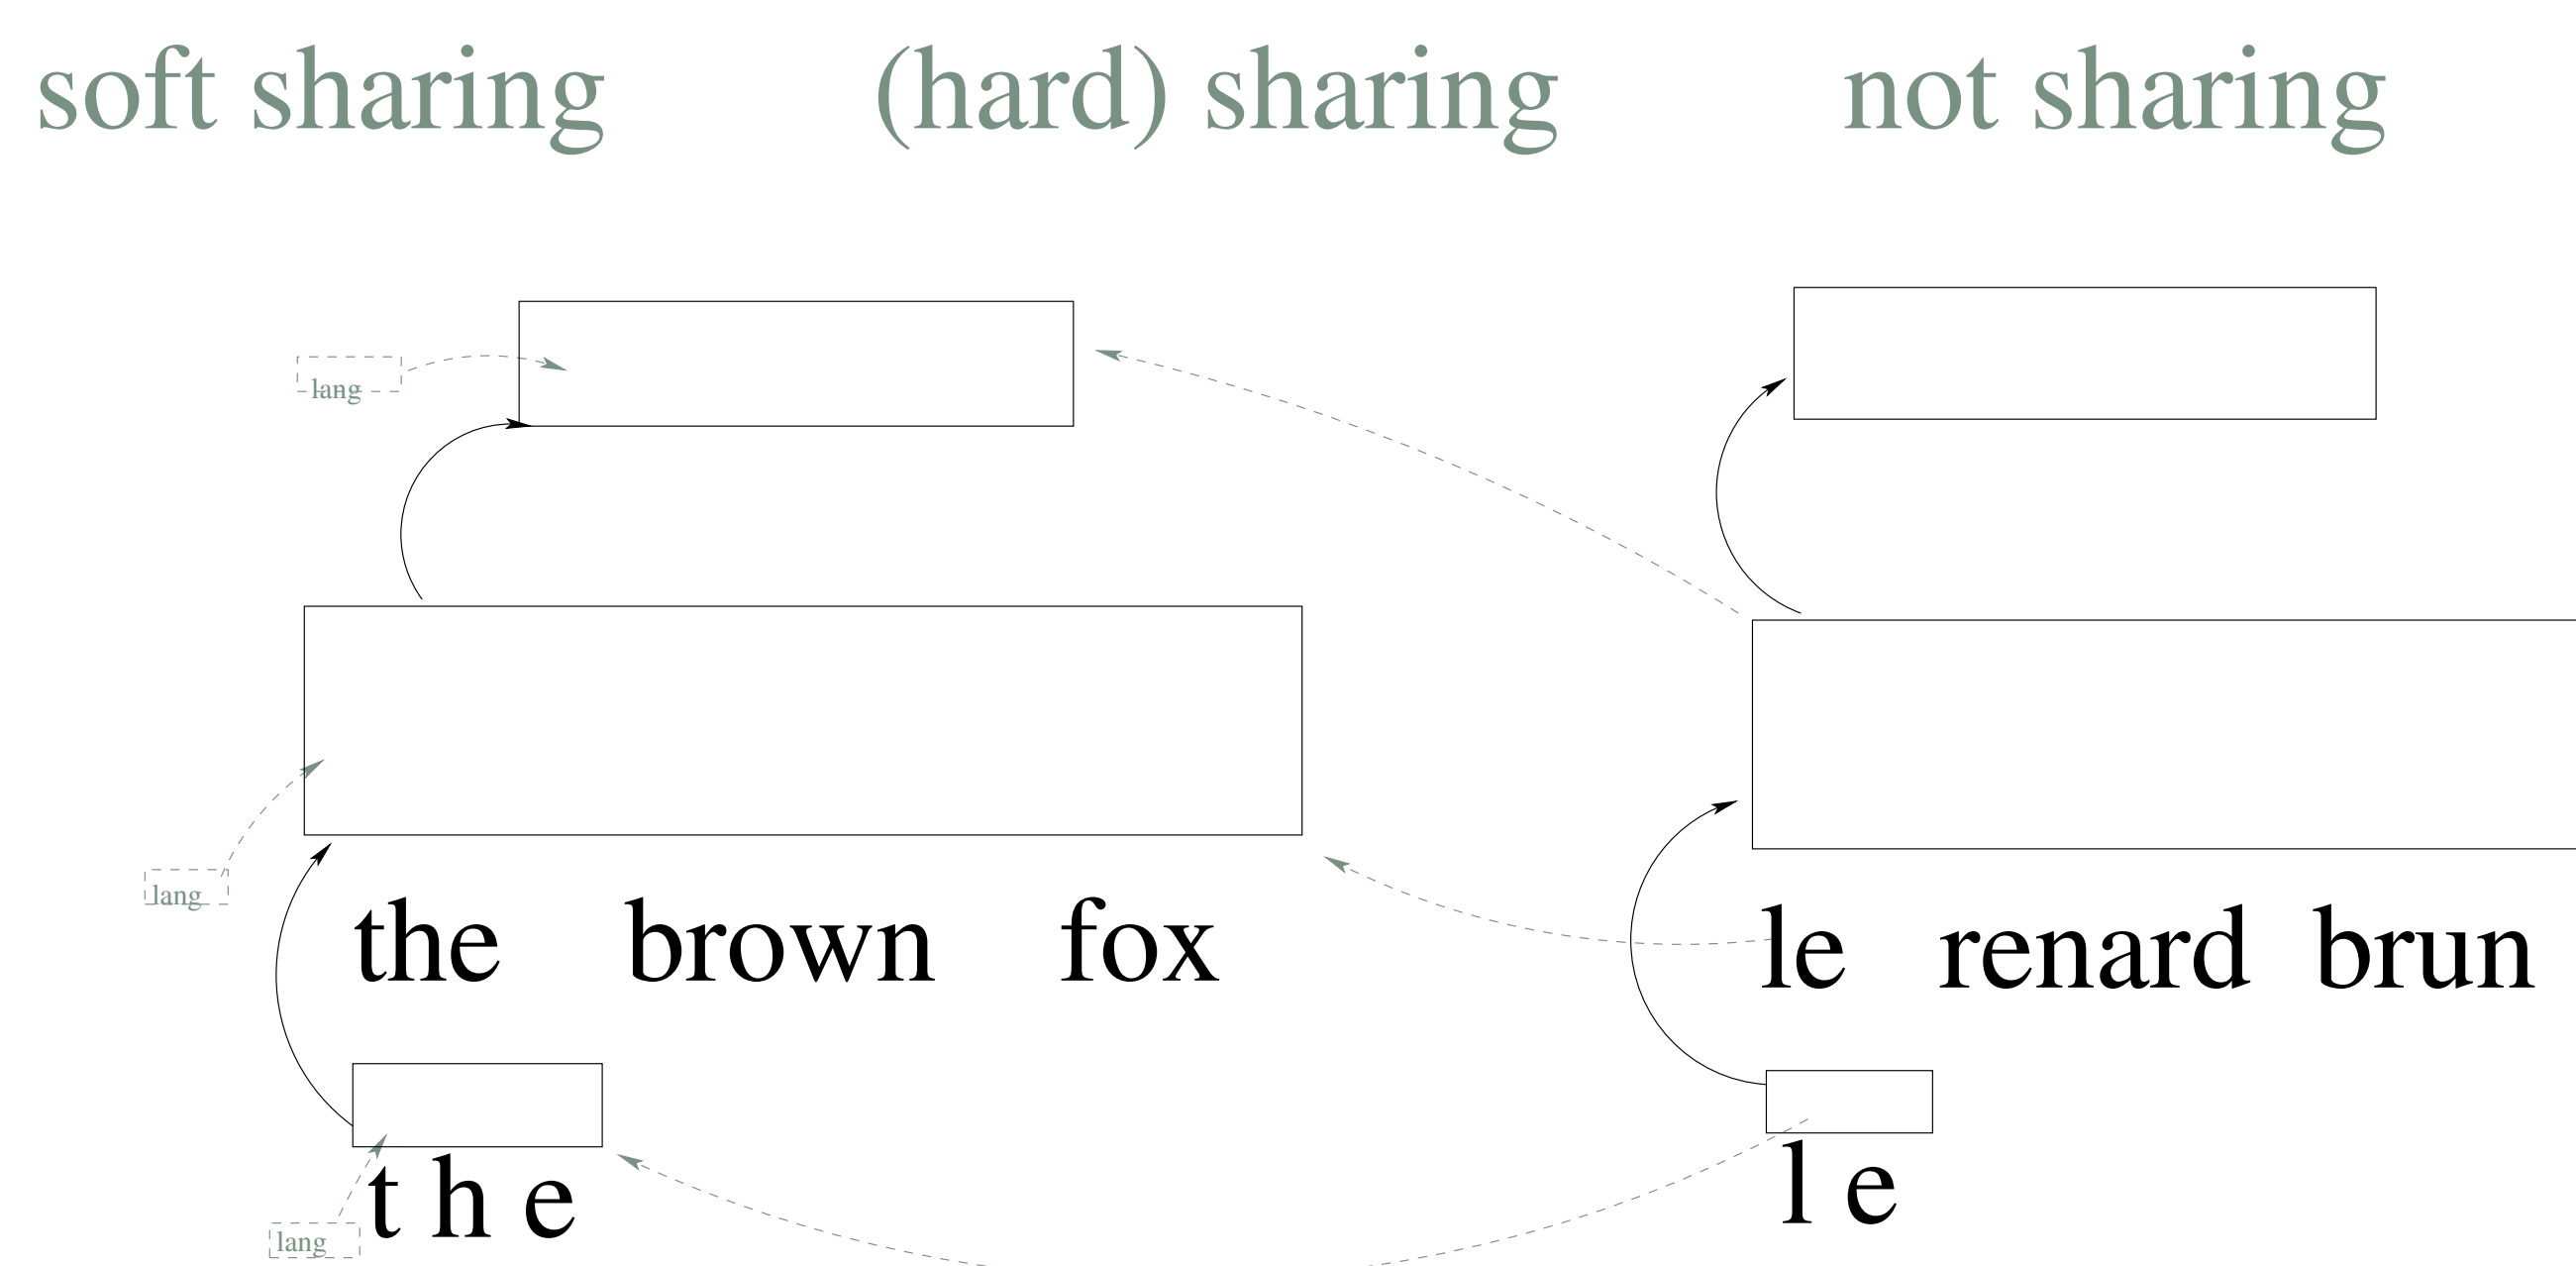 soft sharing (hard) sharing not sharing
lang
lang
the brown fox le renard brun
t h e l e
lang